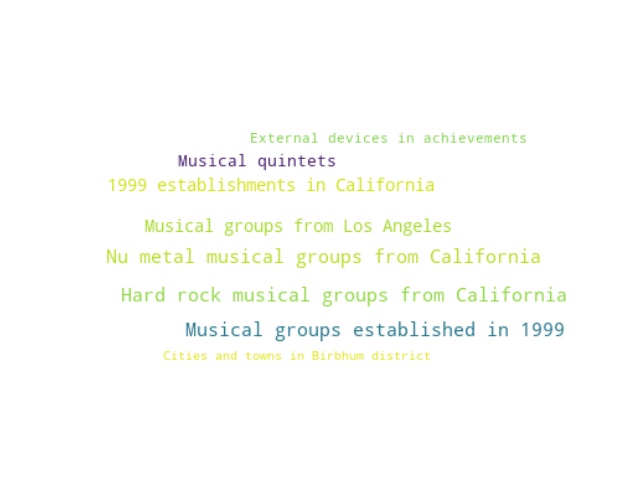 External devices in achievements
Musical quintets
1999 establishments in California
Musical groups from Los Angeles
Nu metal musical groups from California
Hard rock musical groups from California
Musical groups established in 1999
Cities and towns in Birbhum district